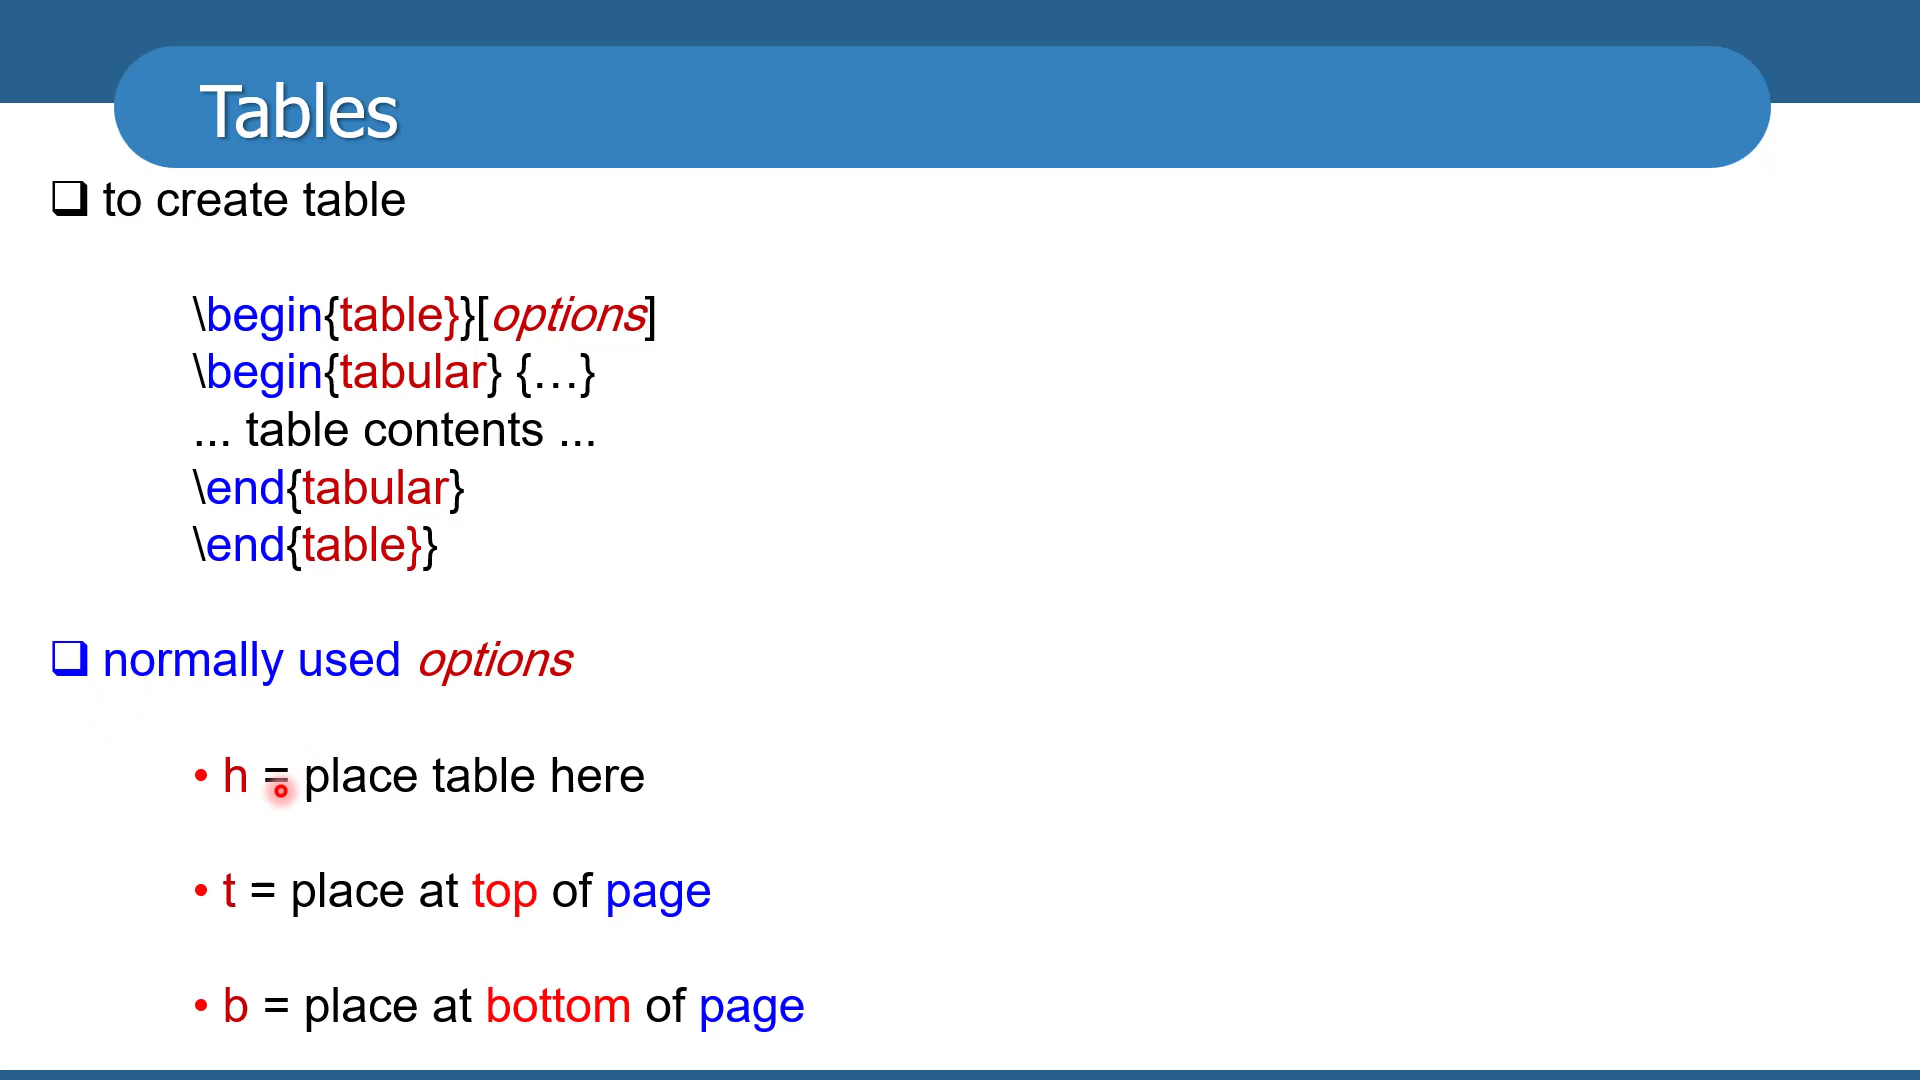 Tables
❑ to create table
\begin{table}}[options]
\begin{tabular} {…}
... table contents ...
\end{tabular}
\end{table}}
❑ normally used options
• h = place table here
• t = place at top of page
• b = place at bottom of page